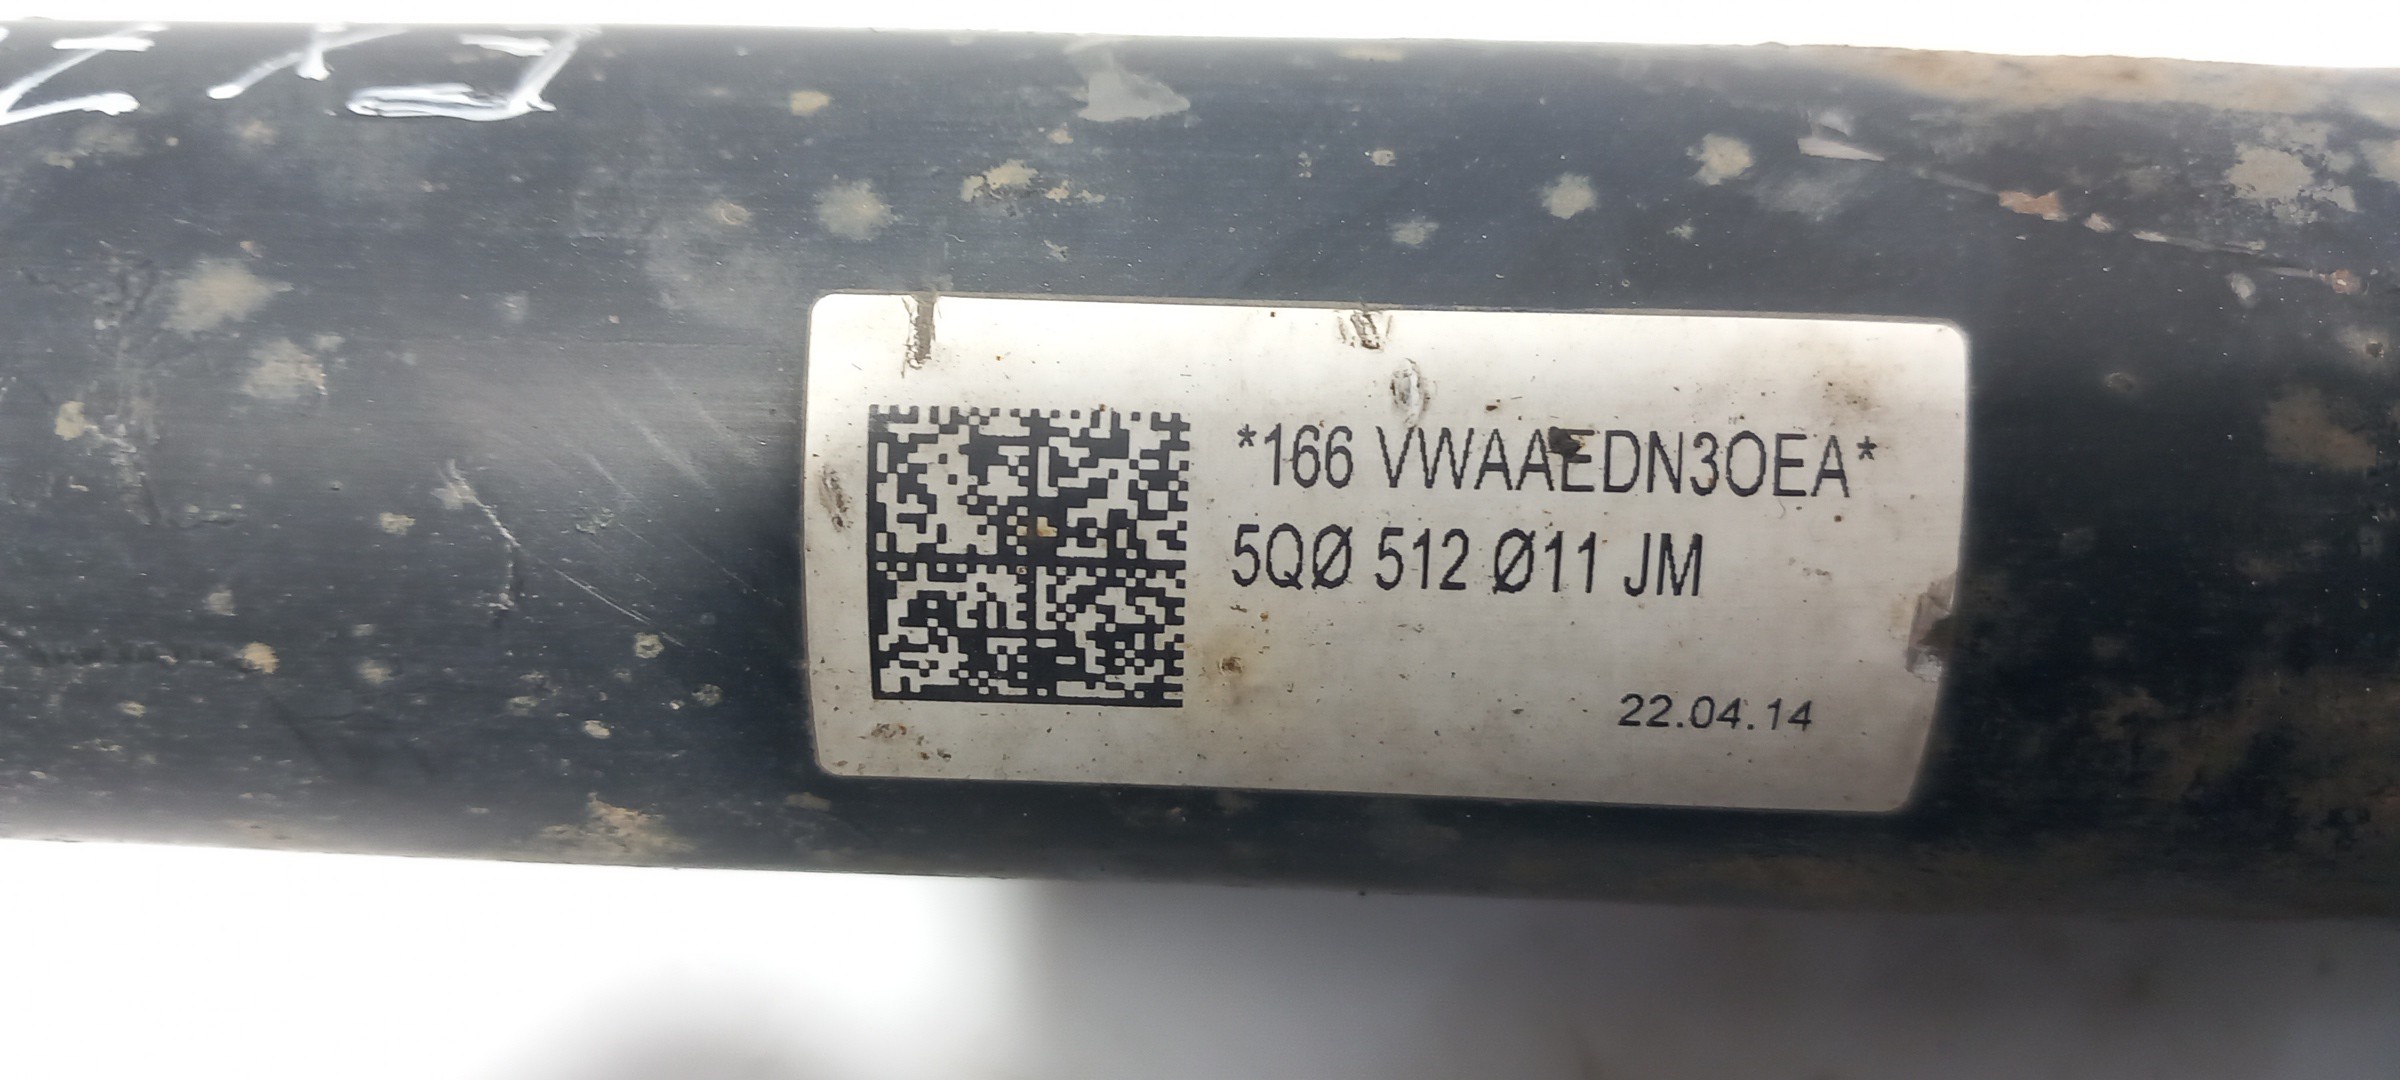 *166 VWAAEDN3OEA*
5QØ 512 Ø11 JM
22.04.14